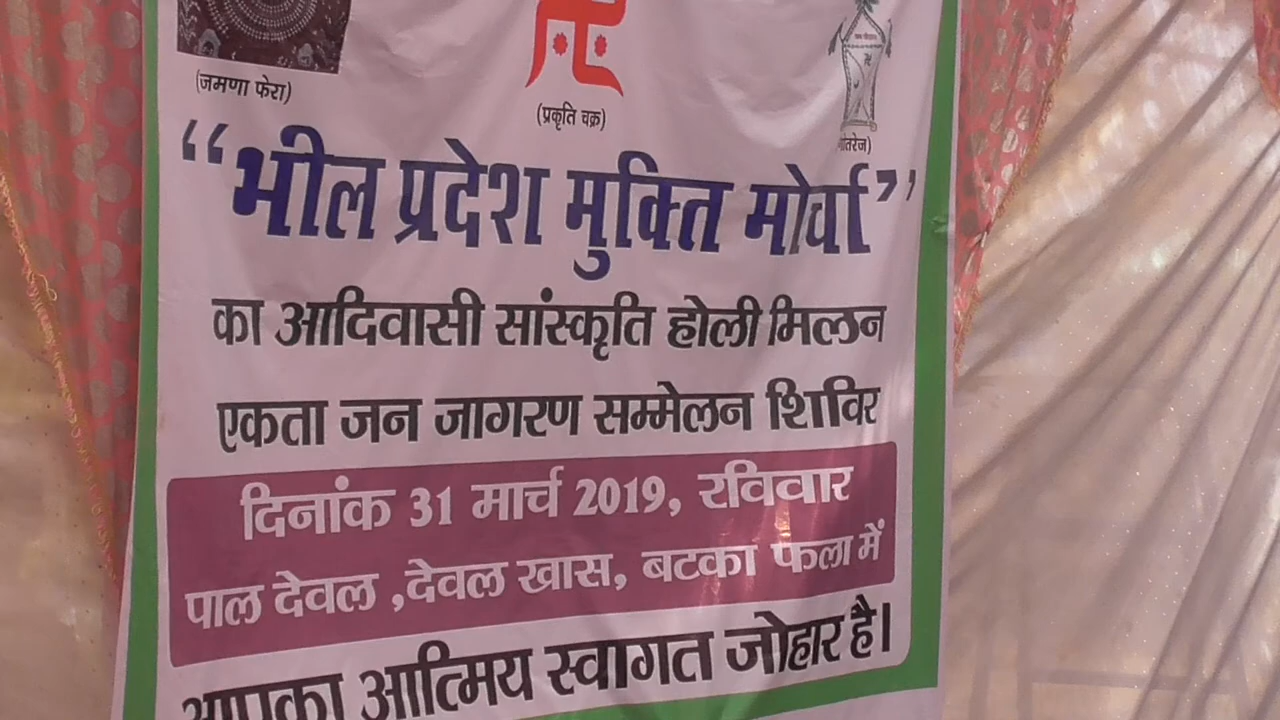 (जमणा फेरा)
(प्रकृति चक्र)
“भील प्रदेश मुक्ति मोर्चा”
का आदिवासी सांस्कृति होली मिलन
एकता जन जागरण सम्मेलन शिविर
दिनांक 31 मार्च 2019, रविवार
पाल देवल ,देवल खास, बटका फला में
आपका आत्मिय स्वागत जोहार है।